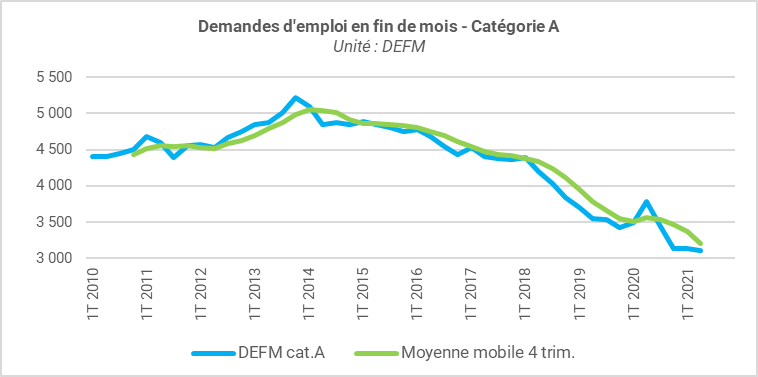 Demandes d'emploi en fin de mois - Catégorie A
Unité : DEFM
5 500
5 000
4 500
4 000
3 500
3 000
1T 2010
1T 2011
1T 2012
1T 2013
1T 2014
1T 2015
1T 2016
1T 2017
1T 2018
1T 2019
1T 2020
1T 2021
DEFM cat.A
Moyenne mobile 4 trim.